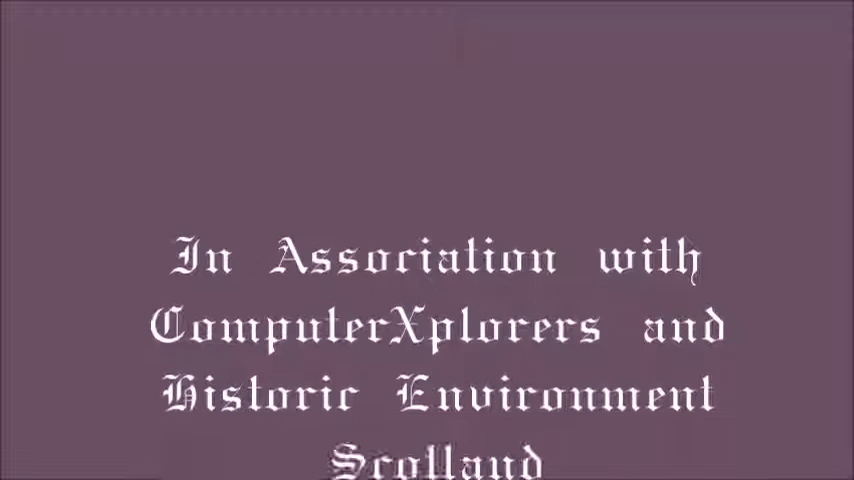 In Association with
ComputerXplorers and
Historic Environment
Scotland